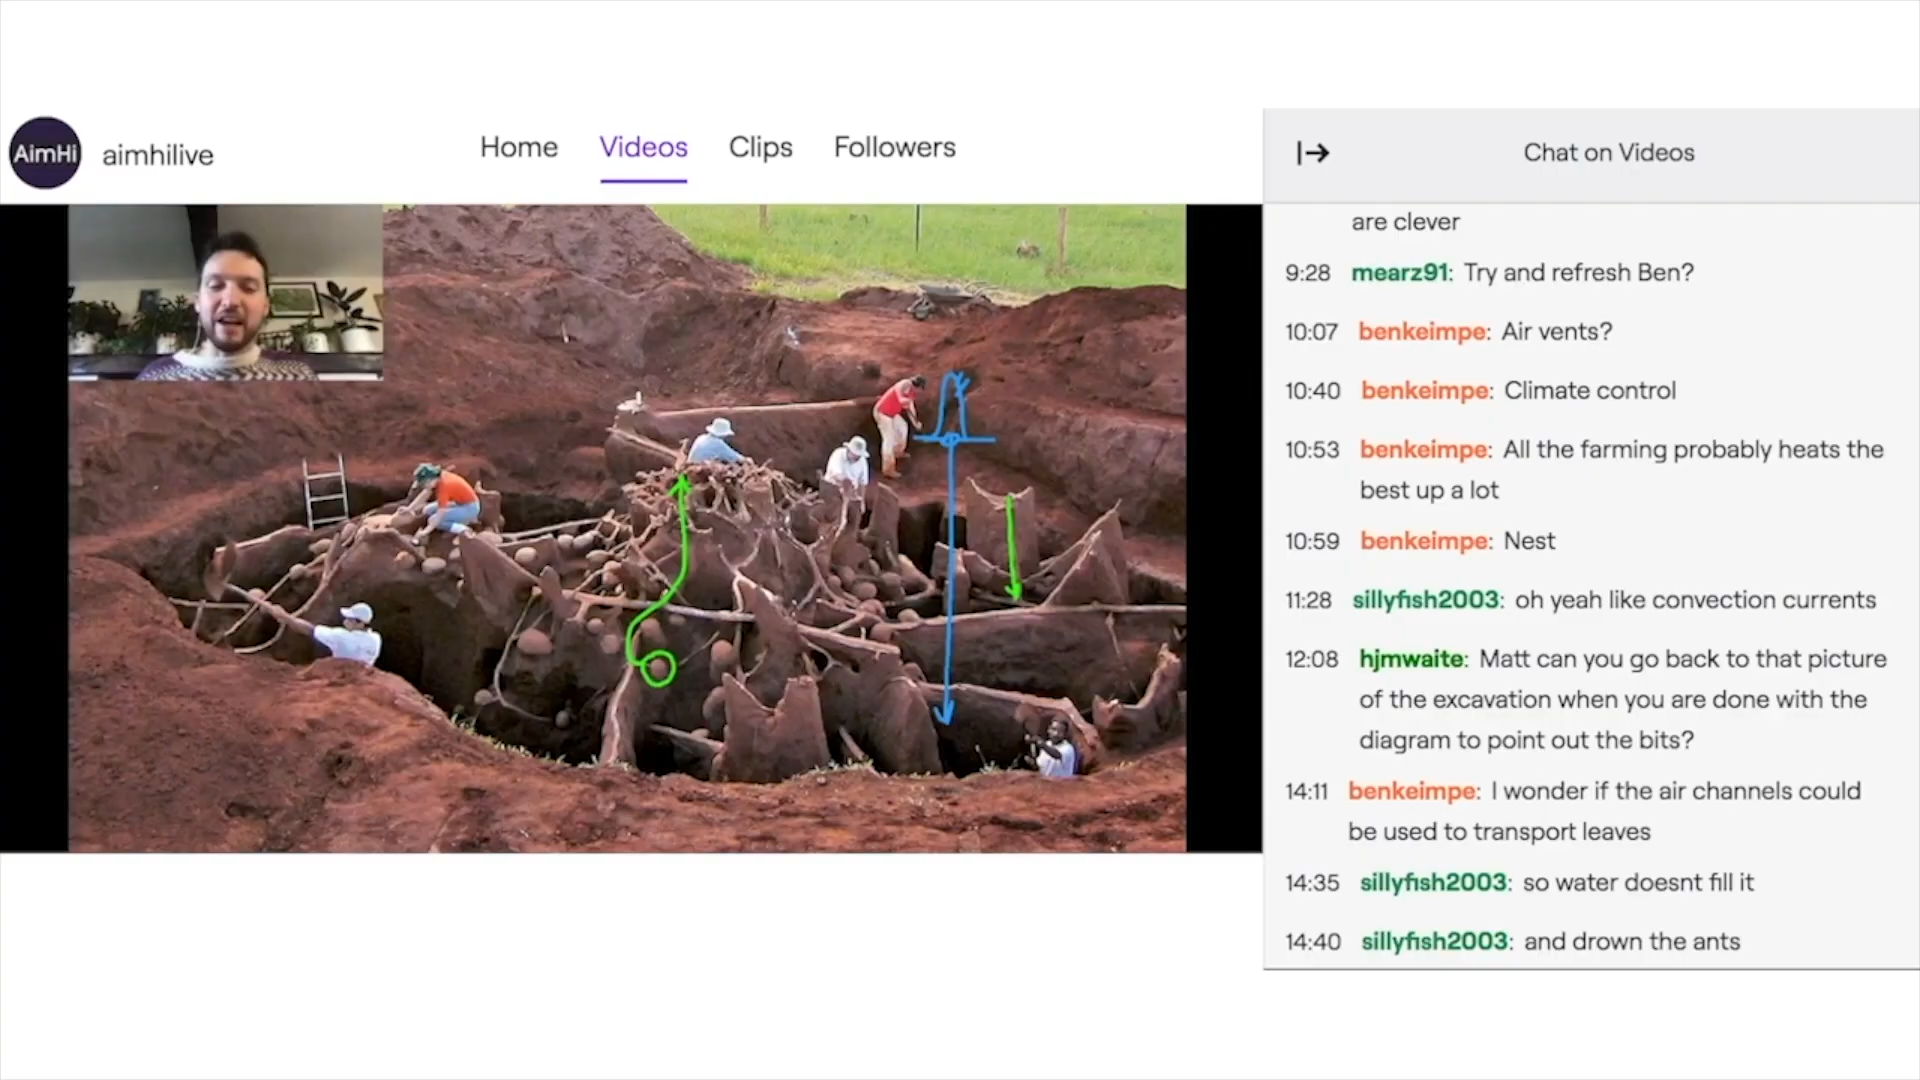 AimHi
aimhilive
Home
Videos
Clips
Followers
Chat on Videos
are clever
9:28 mearz91: Try and refresh Ben?
10:07 benkeimpe: Air vents?
10:40 benkeimpe: Climate control
10:53 benkeimpe: All the farming probably heats the
best up a lot
10:59 benkeimpe: Nest
11:28 sillyfish2003: oh yeah like convection currents
12:08 hjmwaite: Matt can you go back to that picture
of the excavation when you are done with the
diagram to point out the bits?
14:11 benkeimpe: I wonder if the air channels could
be used to transport leaves
14:35 sillyfish2003: so water doesnt fill it
14:40 sillyfish2003: and drown the ants